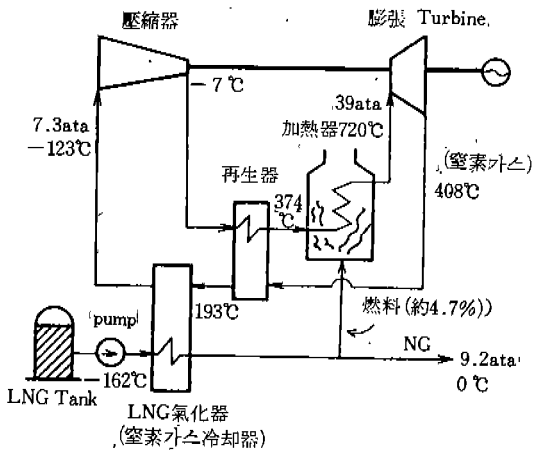 壓縮器
膨張 Turbine
−7℃
7.3ata
−123℃
39ata
加熱器720℃
(窒素가스)
408℃
再生器
374
℃
193℃
燃料(約4.7%))
pump
NG
9.2ata
0℃
−162℃
LNG Tank
LNG氣化器
(窒素가스冷却器)